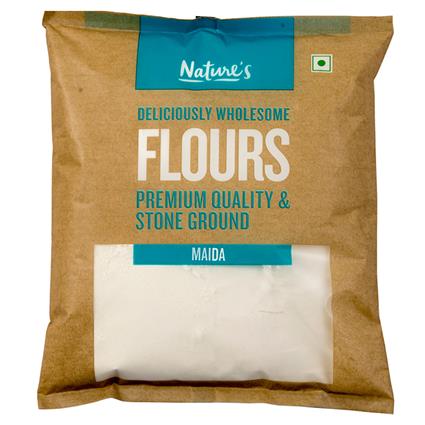 Nature's
DELICIOUSLY WHOLESOME
FLOURS
PREMIUM QUALITY &
STONE GROUND
MAIDA